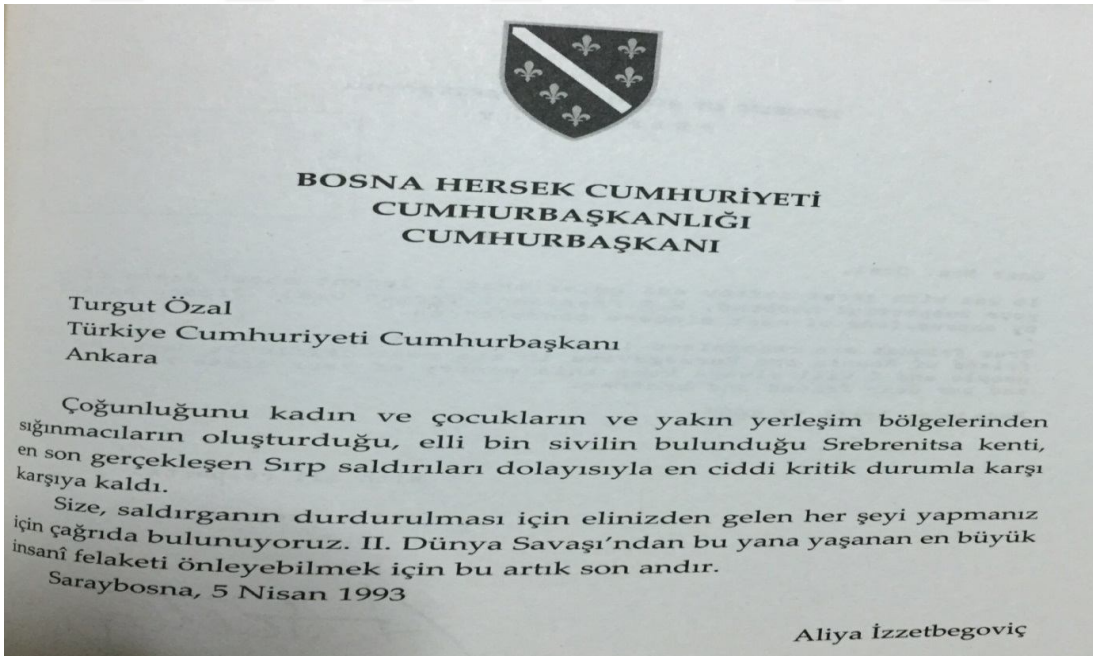 BOSNA HERSEK CUMHURİYETİ
CUMHURBAŞKANLIĞI
CUMHURBAŞKANI
Turgut Özal
Türkiye Cumhuriyeti Cumhurbaşkanı
Ankara
Çoğunluğunu kadın ve çocukların ve yakın yerleşim bölgelerinden
sığınmacıların oluşturduğu, elli bin sivilin bulunduğu Srebrenitsa kenti,
en son gerçekleşen Sırp saldırıları dolayısıyla en ciddi kritik durumla karşı
karşıya kaldı.
Size, saldırganın durdurulması için elinizden gelen her şeyi yapmanız
için çağrıda bulunuyoruz. II. Dünya Savaşı’ndan bu yana yaşanan en büyük
insanî felaketi önleyebilmek için bu artık son andır.
Saraybosna, 5 Nisan 1993
Aliya İzzetbegoviç